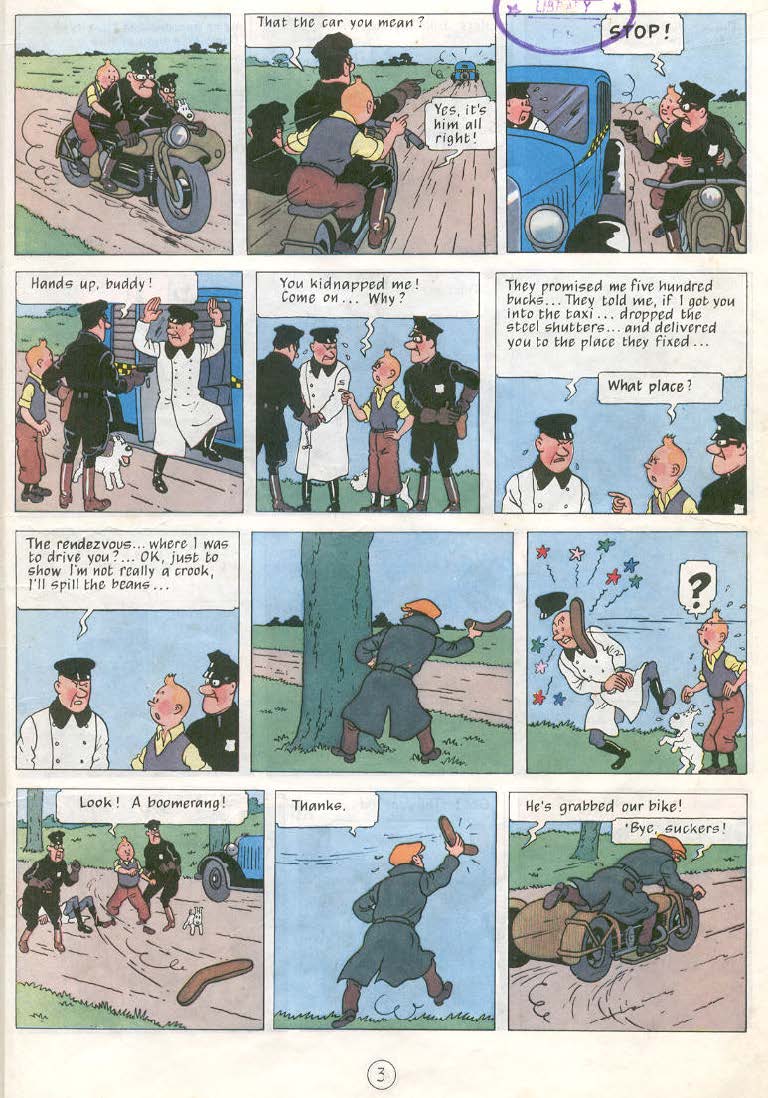 LIBRARY
That the car you mean?
Yes, it's
him all
right!
STOP!
Hands up, buddy!
You kidnapped me!
Come on... Why?
They promised me five hundred
bucks... They told me, if I got you
into the taxi... dropped the
steel shutters... and delivered
you to the place they fixed...
What place?
The rendezvous... where I was
to drive you?... OK, just to
show I'm not really a crook,
I'll spill the beans...
?
Look! A boomerang!
Thanks.
He's grabbed our bike!
'Bye, suckers!
3